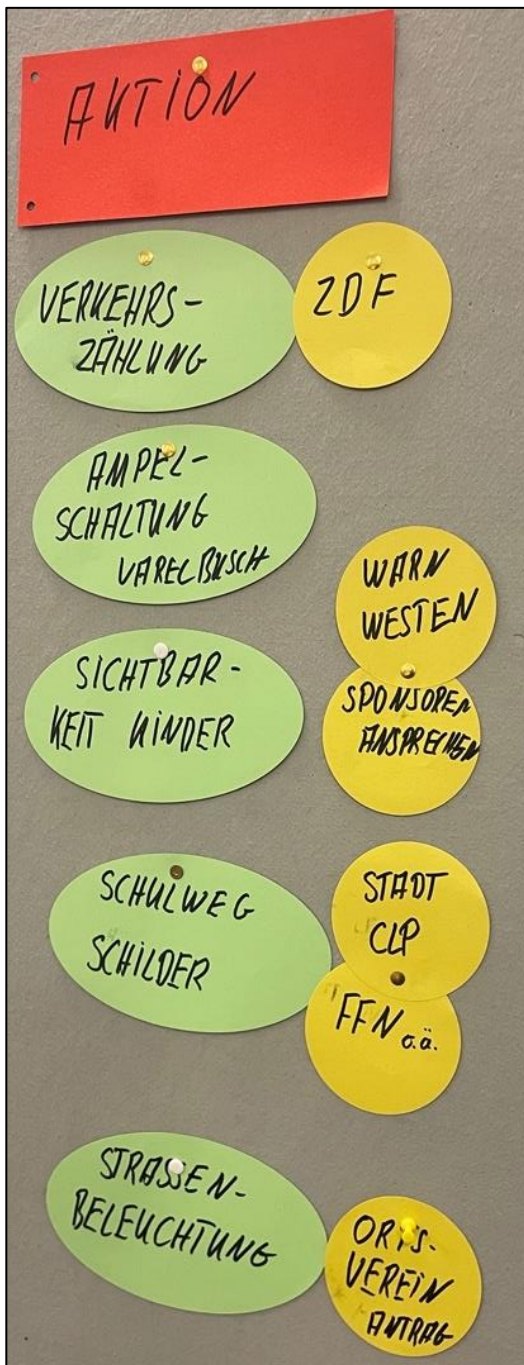 AKTION
VERKEHRS-
ZÄHLUNG
ZDF
AMPEL-
SCHALTUNG
VARELBUSCH
WARN
WESTEN
SICHTBAR-
KEIT KINDER
SPONSOREN
ANSPRECHEN
SCHULWEG
SCHILDER
STADT
CLP
FFN o.ä.
STRASSEN-
BELEUCHTUNG
ORTS-
VEREIN
ANTRAG